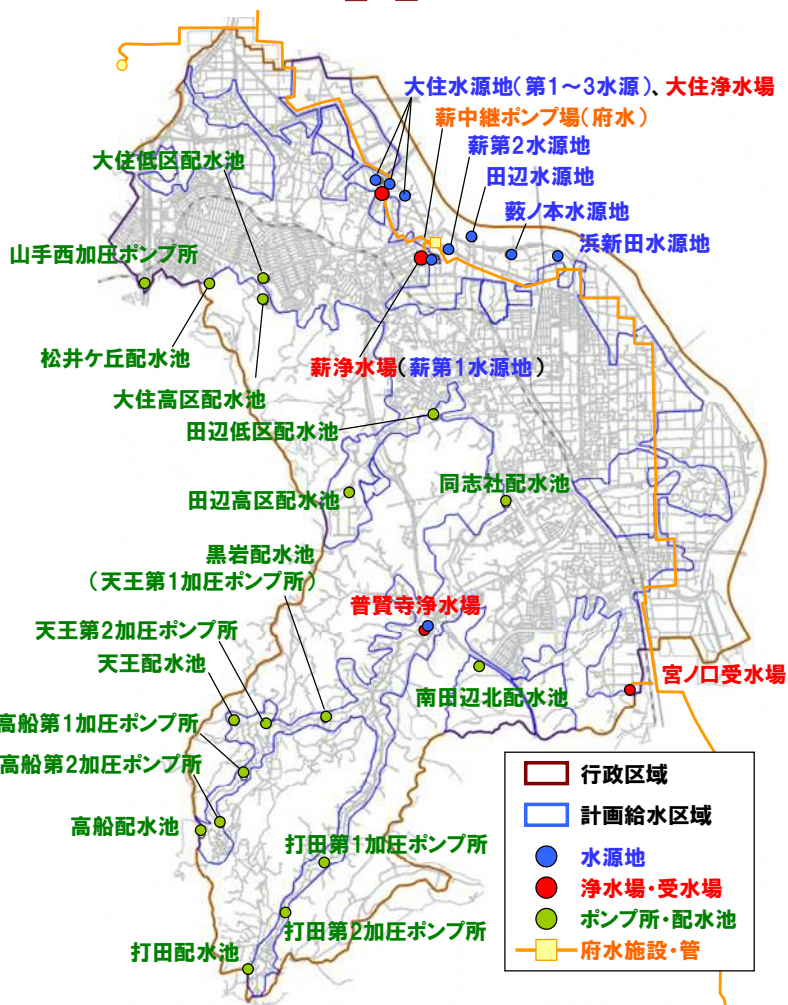 大住水源地(第1～3水源)、大住浄水場
薪中継ポンプ場(府水)
薪第2水源地
田辺水源地
薮ノ本水源地
浜新田水源地
大住低区配水池
山手西加圧ポンプ所
松井ケ丘配水池
大住高区配水池
薪浄水場(薪第1水源地)
田辺低区配水池
田辺高区配水池
同志社配水池
黒岩配水池
(天王第1加圧ポンプ所)
普賢寺浄水場
天王第2加圧ポンプ所
天王配水池
南田辺北配水池
宮ノ口受水場
高船第1加圧ポンプ所
高船第2加圧ポンプ所
高船配水池
打田第1加圧ポンプ所
打田第2加圧ポンプ所
打田配水池
行政区域
計画給水区域
水源地
浄水場・受水場
ポンプ所・配水池
府水施設・管